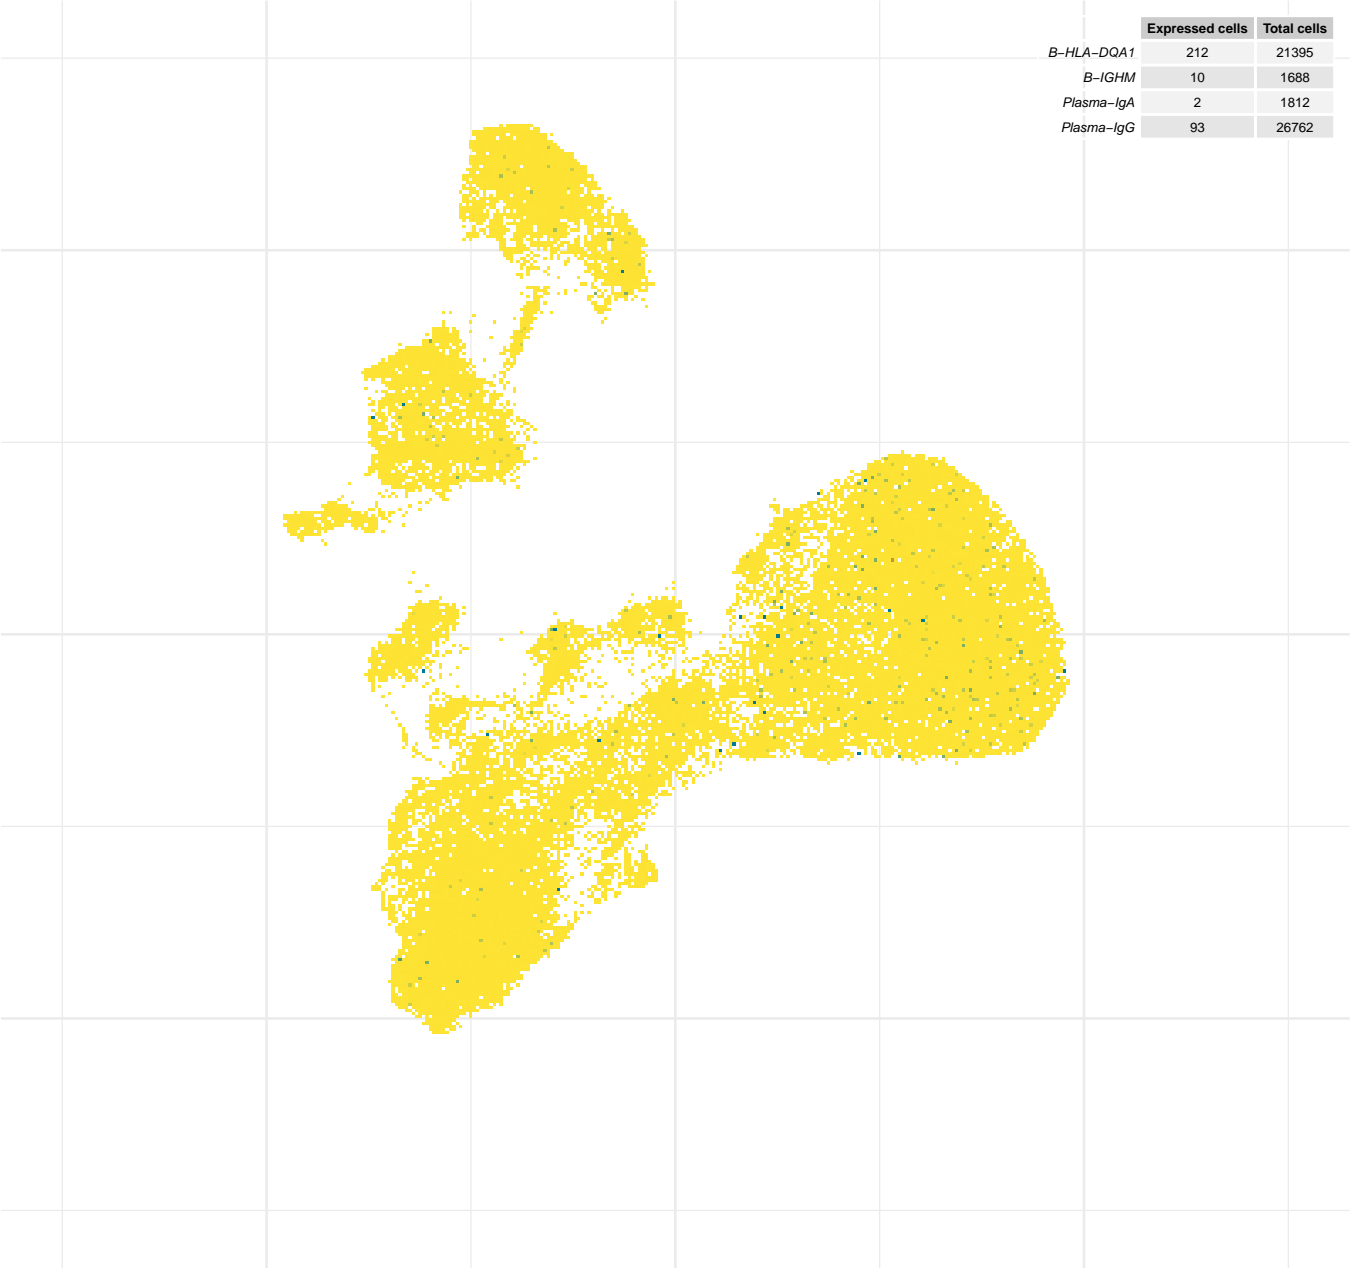 Expressed cells Total cells
B−HLA−DQA1 212 21395
B−IGHM 10 1688
Plasma−IgA 2 1812
Plasma−IgG 93 26762